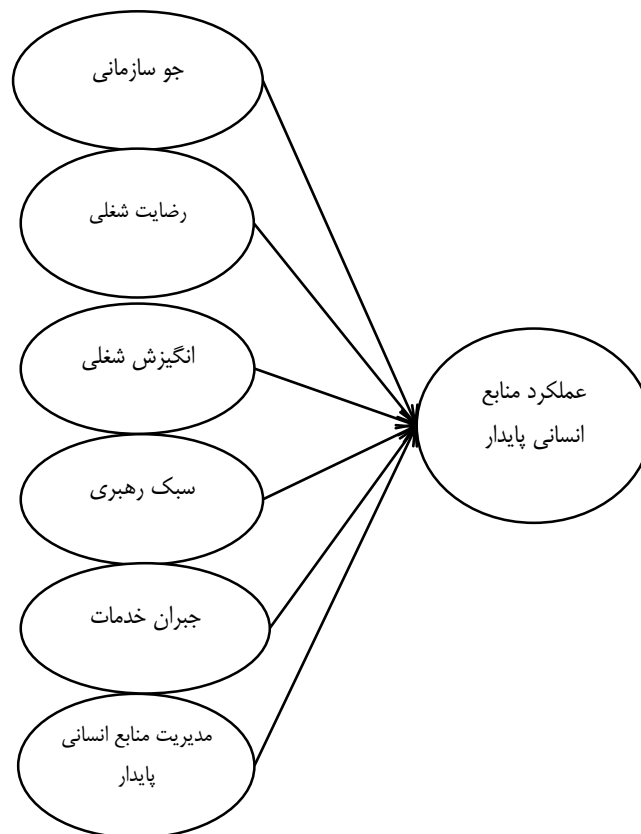 جو سازمانی
رضایت شغلی
انگیزش شغلی
سبک رهبری
جبران خدمات
مدیریت منابع انسانی
پایدار
عملکرد منابع
انسانی پایدار